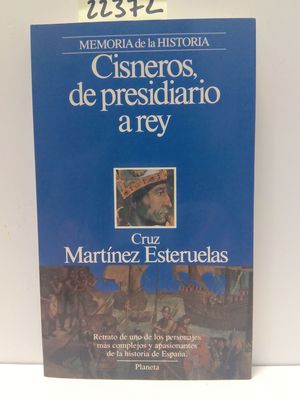 22372
MEMORIA de la HISTORIA
Cisneros,
de presidiario
a rey
Cruz
Martínez Esteruelas
Retrato de uno de los personajes
más complejos y apasionantes
de la historia de España.
Planeta